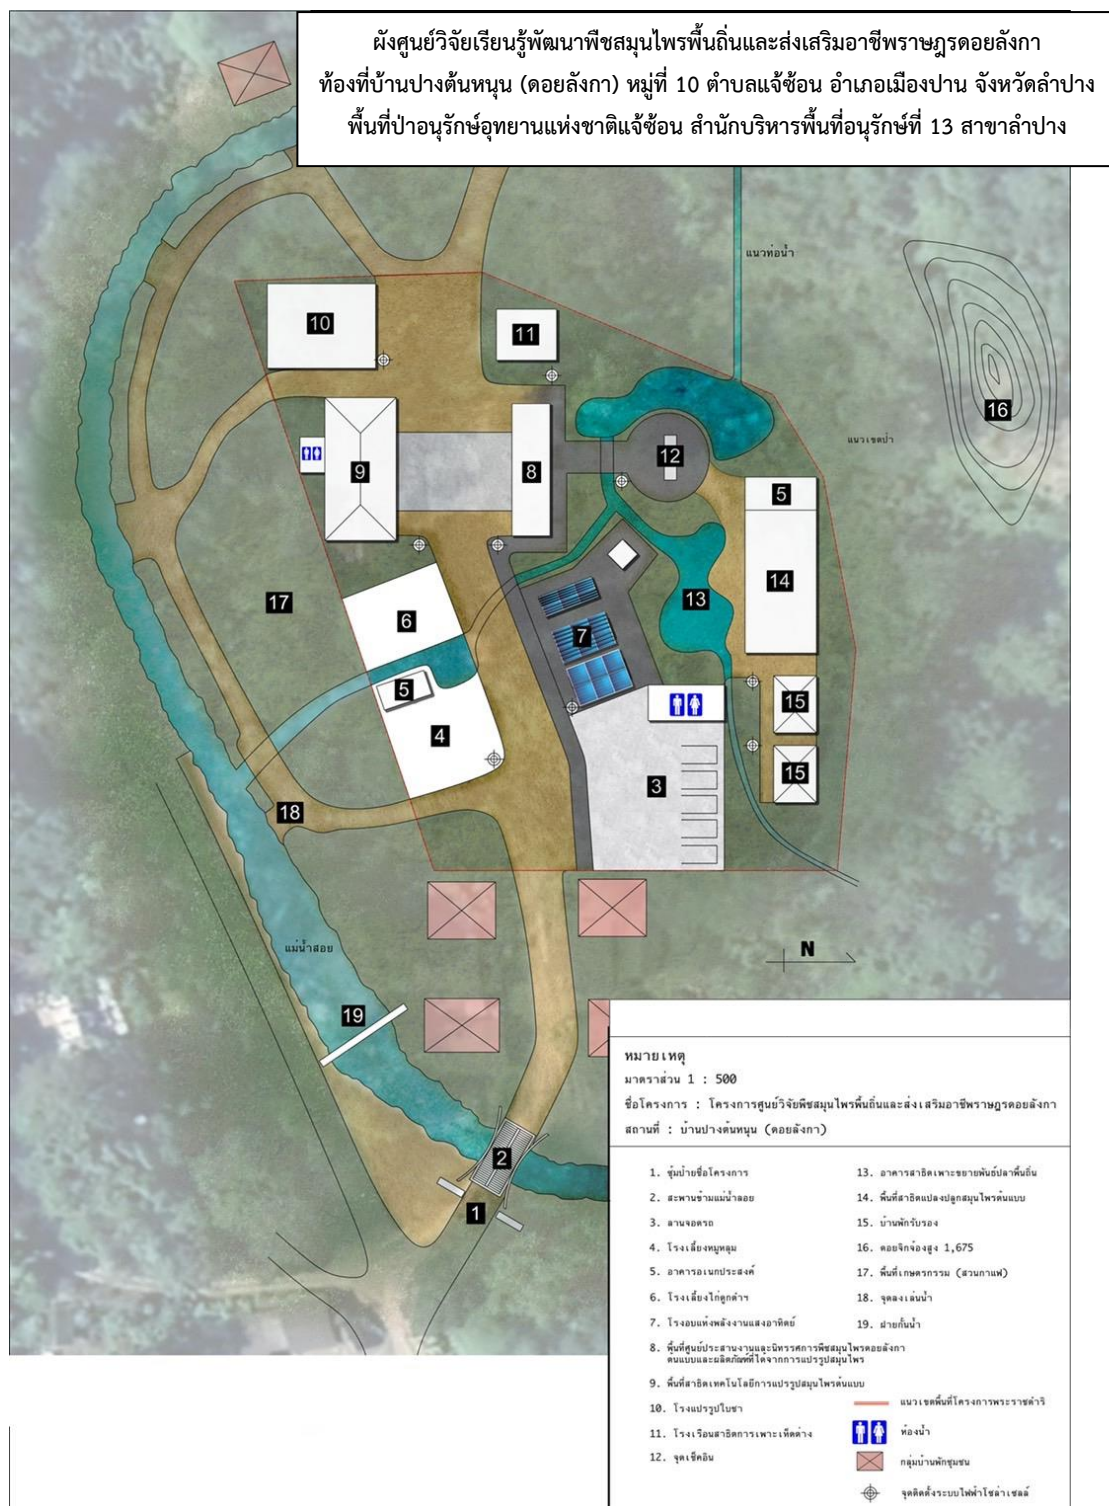 ผังศูนย์วิจัยเรียนรู้พัฒนาพืชสมุนไพรพื้นถิ่นและส่งเสริมอาชีพราษฎรดอยลังกา
ท้องที่บ้านปางต้นหนุน (ดอยลังกา) หมู่ที่ 10 ตำบลแจ้ซ้อน อำเภอเมืองปาน จังหวัดลำปาง
พื้นที่ป่าอนุรักษ์อุทยานแห่งชาติแจ้ซ้อน สำนักบริหารพื้นที่อนุรักษ์ที่ 13 สาขาลำปาง
แนวท่อน้ำ
10
11
16
แนวเขตป่า
12
9
8
5
14
17
13
6
7
5
15
4
15
3
18
แม่น้ำสอย
N
19
2
1
หมายเหตุ
มาตราส่วน 1 : 500
ชื่อโครงการ : โครงการศูนย์วิจัยพืชสมุนไพรพื้นถิ่นและส่งเสริมอาชีพราษฎรดอยลังกา
สถานที่ : บ้านปางต้นหนุน (ดอยลังกา)
1. ซุ้มป้ายชื่อโครงการ
2. สะพานข้ามแม่น้ำลอย
3. ลานจอดรถ
4. โรงเลี้ยงหมูหลุม
5. อาคารอเนกประสงค์
6. โรงเลี้ยงไก่ดูกดำฯ
7. โรงอบแห้งพลังงานแสงอาทิตย์
8. พื้นที่ศูนย์ประสานงานและนิทรรศการพืชสมุนไพรดอยลังกา
ต้นแบบและผลิตภัณฑ์ที่ได้จากการแปรรูปสมุนไพร
9. พื้นที่สาธิตเทคโนโลยีการแปรรูปสมุนไพรต้นแบบ
10. โรงแปรรูปใบชา
11. โรงเรือนสาธิตการเพาะเห็ดต่าง
12. จุดเช็คอิน
13. อาคารสาธิตเพาะขยายพันธ์ปลาพื้นถิ่น
14. พื้นที่สาธิตแปลงปลูกสมุนไพรต้นแบบ
15. บ้านพักรับรอง
16. ดอยจิกจ้องสูง 1,675
17. พื้นที่เกษตรกรรม (สวนกาแฟ)
18. จุดลงเล่นน้ำ
19. ฝายกั้นน้ำ
แนวเขตพื้นที่โครงการพระราชดำริ
ห้องน้ำ
กลุ่มบ้านพักชุมชน
จุดติดตั้งระบบไฟฟ้าโซล่าเซลล์